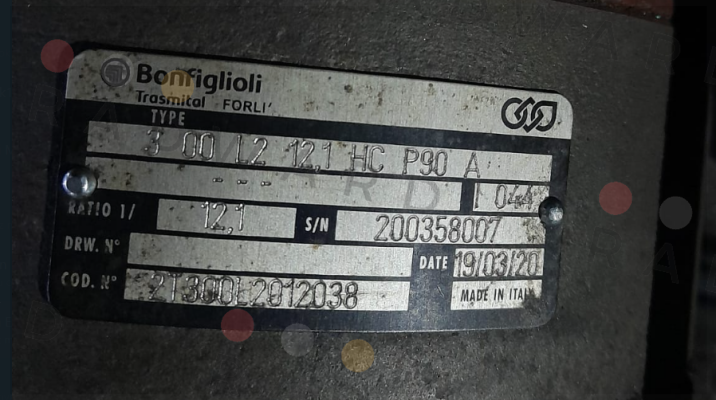 Bonfiglioli
Trasmital FORLI'
TYPE
3 00 L2 12,1 HC P90 A
--- I 044
RATIO 1/ 12,1 S/N 200358007
DRW. N° DATE 19/03/20
COD. N° 2T300L2012038 MADE IN ITALY